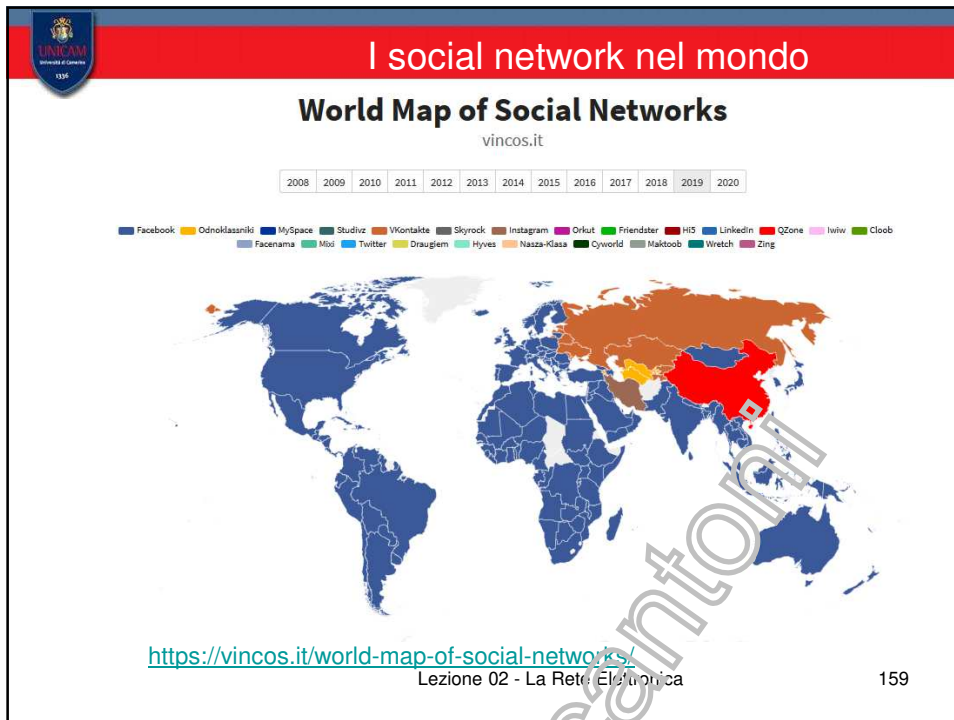 UNICAM
Università di Camerino
1336
I social network nel mondo
World Map of Social Networks
vincos.it
2008 2009 2010 2011 2012 2013 2014 2015 2016 2017 2018 2019 2020
Facebook Odnoklassniki MySpace Studivz VKontakte Skyrock Instagram Orkut Friendster Hi5 LinkedIn QZone Iwiw Cloob
Facenama Mixi Twitter Draugiem Hyves Nasza-Klasa Cyworld Maktoob Wretch Zing
https://vincos.it/world-map-of-social-networks/
Lezione 02 - La Rete Elettronica 159